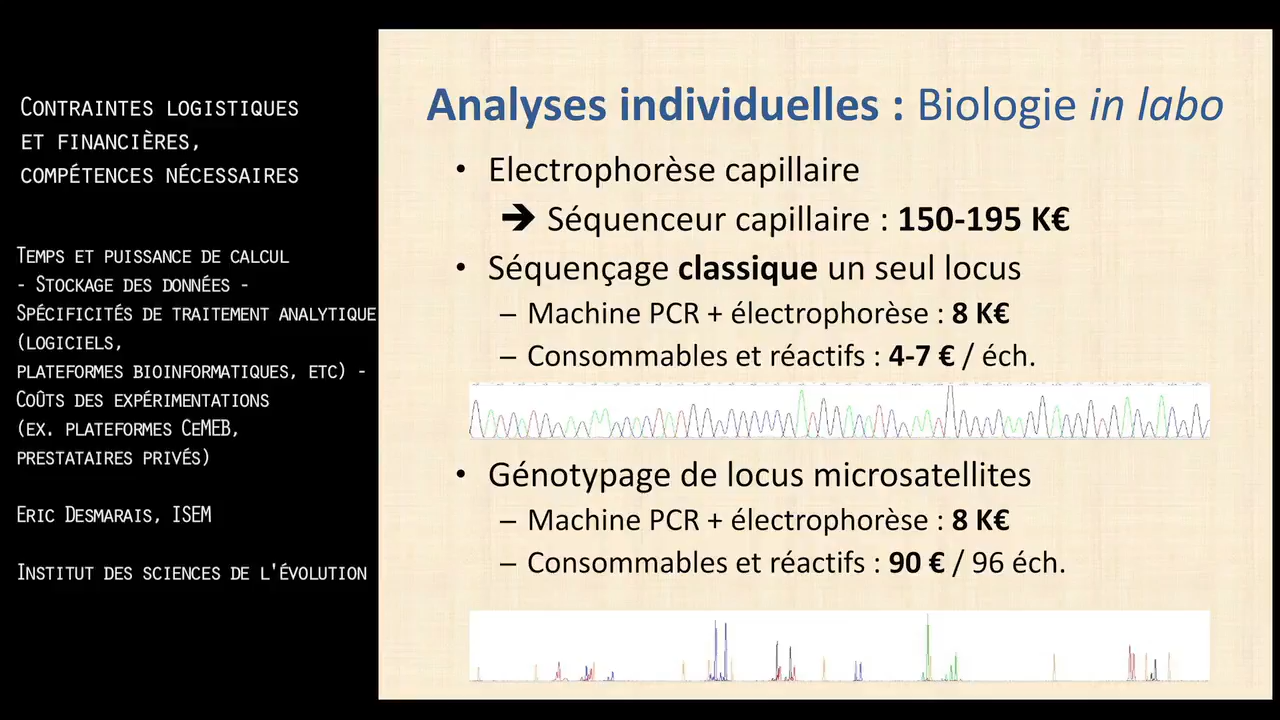 Contraintes logistiques
et financières,
compétences nécessaires
Temps et puissance de calcul
- Stockage des données -
Spécificités de traitement analytique
(logiciels,
plateformes bioinformatiques, etc) -
Coûts des expérimentations
(ex. plateformes CeMEB,
prestataires privés)
Eric Desmarais, ISEM
Institut des sciences de l'évolution
Analyses individuelles : Biologie in labo
• Electrophorèse capillaire
➔ Séquenceur capillaire : 150-195 K€
• Séquençage classique un seul locus
– Machine PCR + électrophorèse : 8 K€
– Consommables et réactifs : 4-7 € / éch.
• Génotypage de locus microsatellites
– Machine PCR + électrophorèse : 8 K€
– Consommables et réactifs : 90 € / 96 éch.